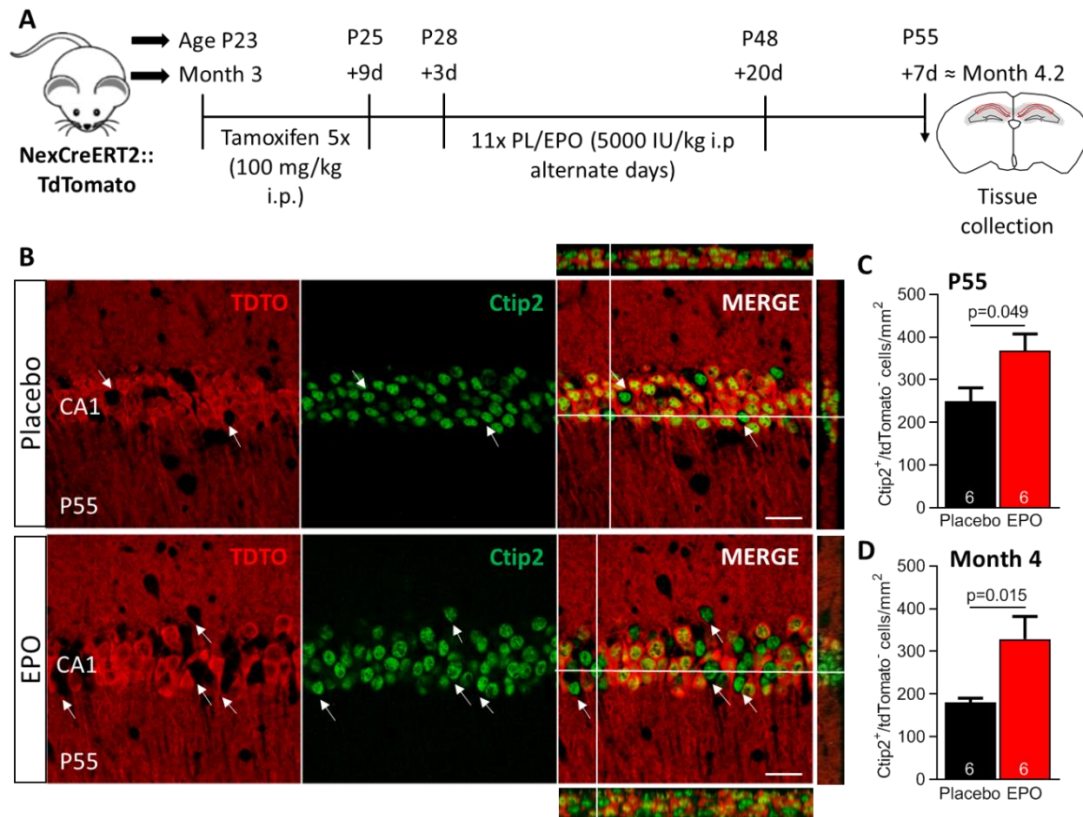 A
Age P23
Month 3
P25
+9d
P28
+3d
P48
+20d
P55
+7d ≈ Month 4.2
Tamoxifen 5x
(100 mg/kg
i.p.)
11x PL/EPO (5000 IU/kg i.p
alternate days)
NexCreERT2::
TdTomato
Tissue
collection
B
Placebo
TDTO
CA1
P55
Ctip2
MERGE
EPO
TDTO
CA1
P55
Ctip2
MERGE
C
P55
Ctip2⁺/tdTomato⁻ cells/mm²
500
400
300
200
100
0
p=0.049
6
6
Placebo
EPO
D
Month 4
Ctip2⁺/tdTomato⁻ cells/mm²
500
400
300
200
100
0
p=0.015
6
6
Placebo
EPO